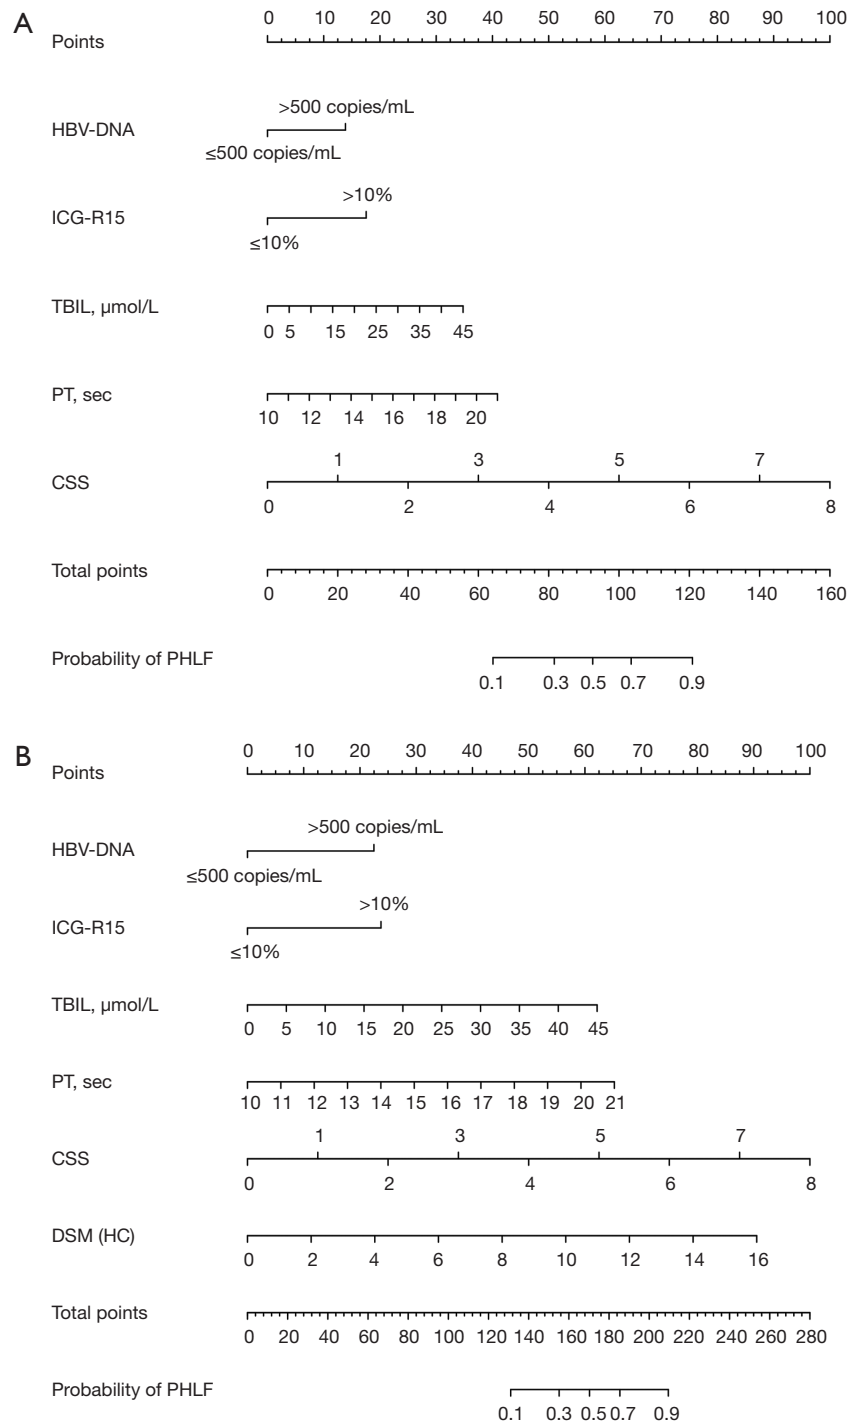 A
0 10 20 30 40 50 60 70 80 90 100
Points
>500 copies/mL
HBV-DNA
≤500 copies/mL
>10%
ICG-R15
≤10%
TBIL, µmol/L
0 5 15 25 35 45
PT, sec
10 12 14 16 18 20
1 3 5 7
CSS
0 2 4 6 8
Total points
0 20 40 60 80 100 120 140 160
Probability of PHLF
0.1 0.3 0.5 0.7 0.9
B
0 10 20 30 40 50 60 70 80 90 100
Points
>500 copies/mL
HBV-DNA
≤500 copies/mL
>10%
ICG-R15
≤10%
TBIL, µmol/L
0 5 10 15 20 25 30 35 40 45
PT, sec
10 11 12 13 14 15 16 17 18 19 20 21
1 3 5 7
CSS
0 2 4 6 8
DSM (HC)
0 2 4 6 8 10 12 14 16
Total points
0 20 40 60 80 100 120 140 160 180 200 220 240 260 280
Probability of PHLF
0.1 0.3 0.5 0.7 0.9